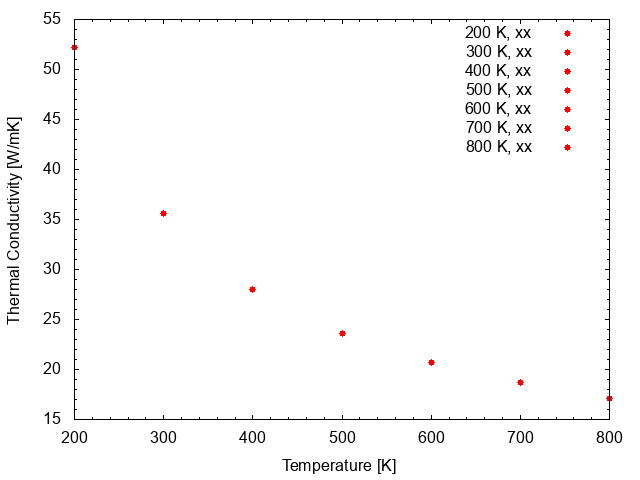 55
50
45
40
35
30
25
20
15
Thermal Conductivity [W/mK]
200 K, xx
300 K, xx
400 K, xx
500 K, xx
600 K, xx
700 K, xx
800 K, xx
200 300 400 500 600 700 800
Temperature [K]